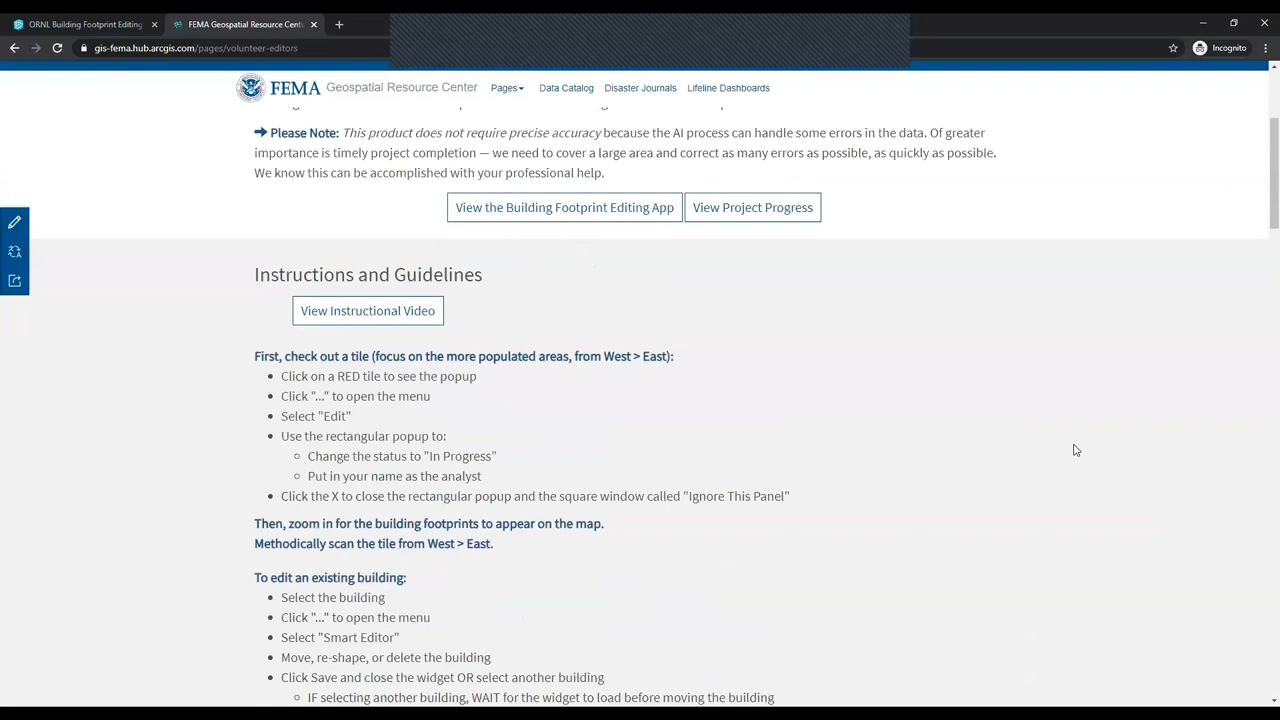 ORNL Building Footprint Editing
FEMA Geospatial Resource Cent
gis-fema.hub.arcgis.com/pages/volunteer-editors
Incognito
FEMA Geospatial Resource Center
Pages
Data Catalog
Disaster Journals
Lifeline Dashboards
Please Note: This product does not require precise accuracy because the AI process can handle some errors in the data. Of greater
importance is timely project completion — we need to cover a large area and correct as many errors as possible, as quickly as possible.
We know this can be accomplished with your professional help.
View the Building Footprint Editing App
View Project Progress
Instructions and Guidelines
View Instructional Video
First, check out a tile (focus on the more populated areas, from West > East):
Click on a RED tile to see the popup
Click "..." to open the menu
Select "Edit"
Use the rectangular popup to:
Change the status to "In Progress"
Put in your name as the analyst
Click the X to close the rectangular popup and the square window called "Ignore This Panel"
Then, zoom in for the building footprints to appear on the map.
Methodically scan the tile from West > East.
To edit an existing building:
Select the building
Click "..." to open the menu
Select "Smart Editor"
Move, re-shape, or delete the building
Click Save and close the widget OR select another building
IF selecting another building, WAIT for the widget to load before moving the building